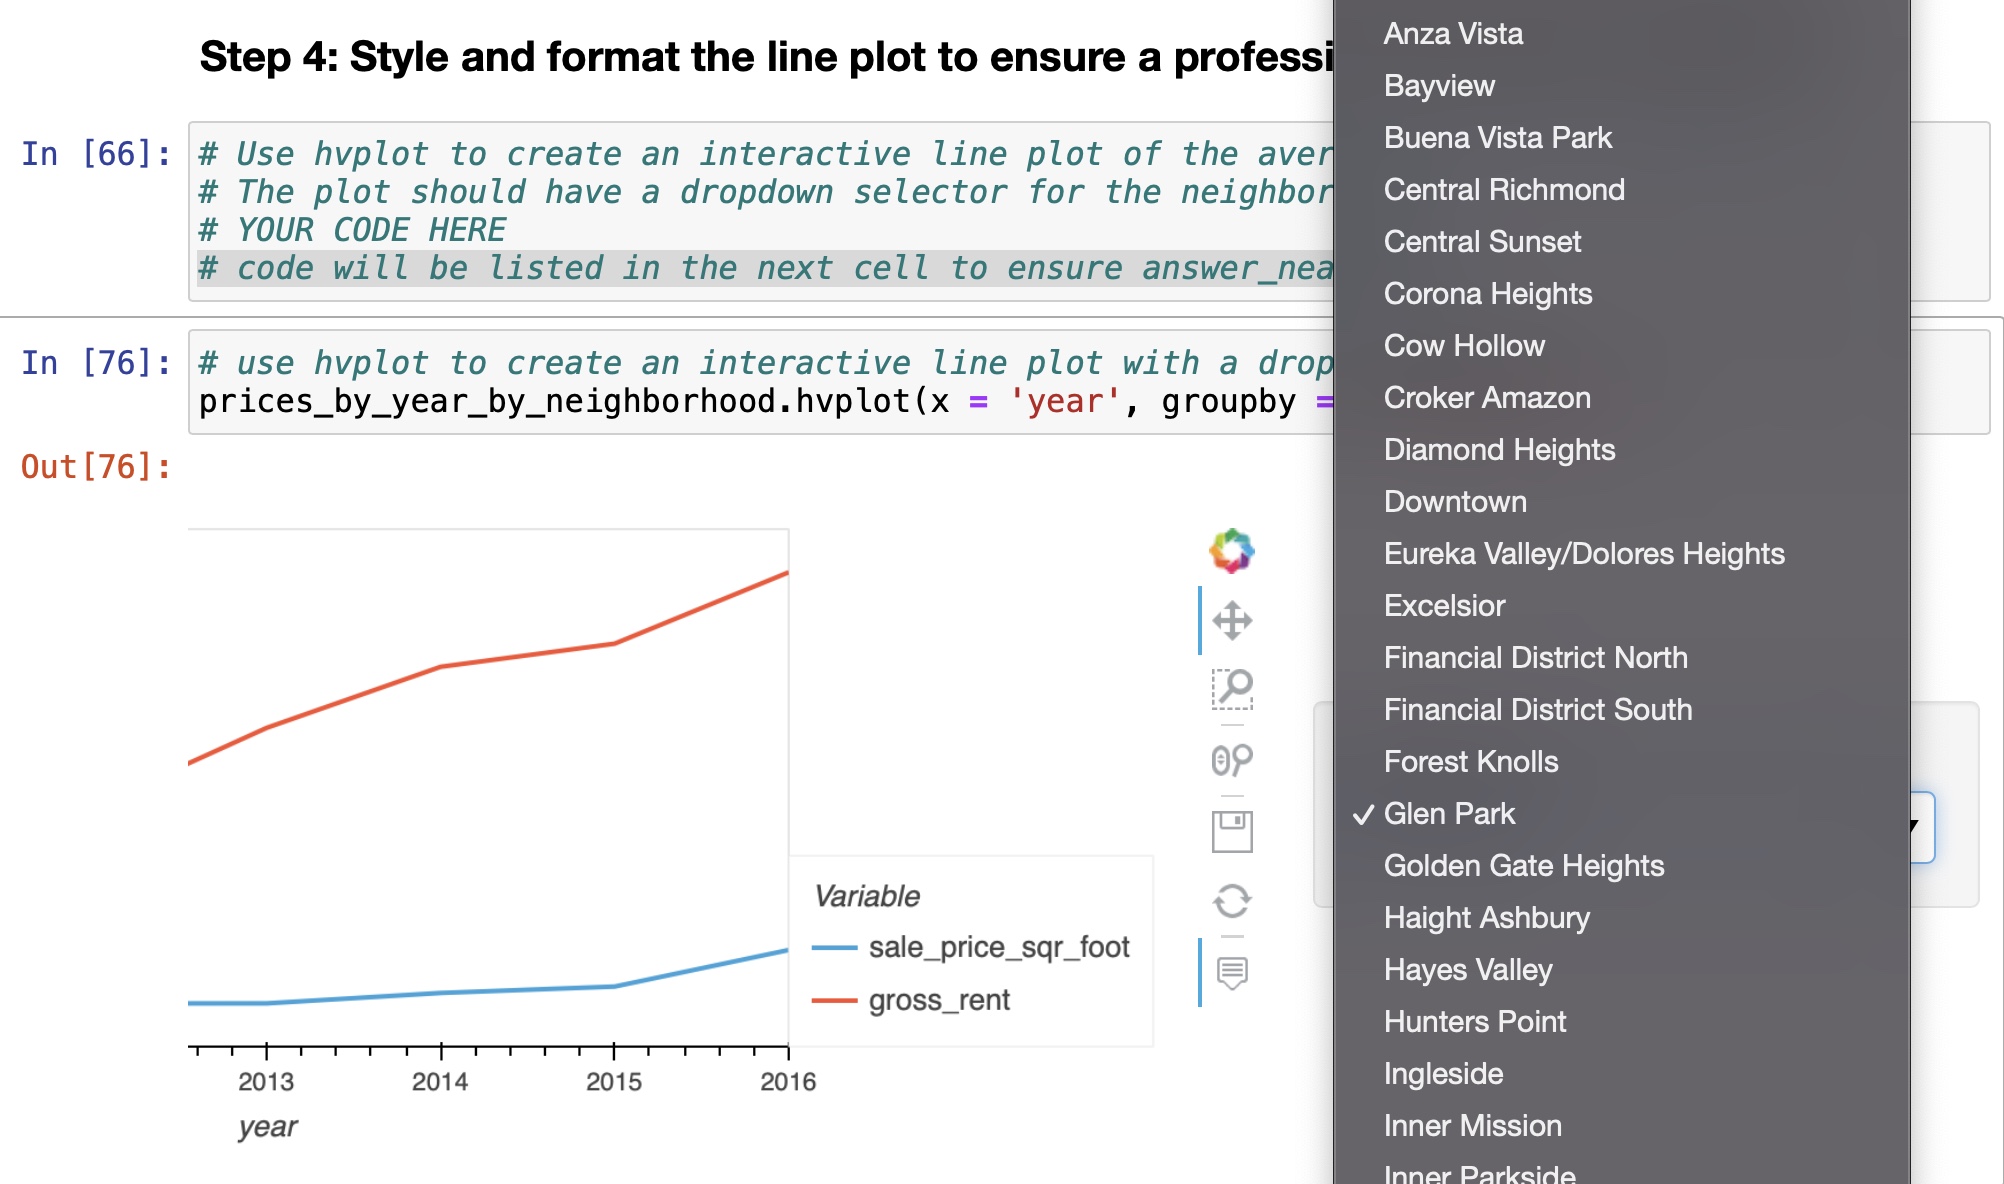 Step 4: Style and format the line plot to ensure a professi
In [66]:
# Use hvplot to create an interactive line plot of the aver
# The plot should have a dropdown selector for the neighbor
# YOUR CODE HERE
# code will be listed in the next cell to ensure answer_nea
In [76]:
# use hvplot to create an interactive line plot with a drop
prices_by_year_by_neighborhood.hvplot(x = 'year', groupby =
Out[76]:
Variable
sale_price_sqr_foot
gross_rent
2013 2014 2015 2016
year
Anza Vista
Bayview
Buena Vista Park
Central Richmond
Central Sunset
Corona Heights
Cow Hollow
Croker Amazon
Diamond Heights
Downtown
Eureka Valley/Dolores Heights
Excelsior
Financial District North
Financial District South
Forest Knolls
✓ Glen Park
Golden Gate Heights
Haight Ashbury
Hayes Valley
Hunters Point
Ingleside
Inner Mission
Inner Parkside